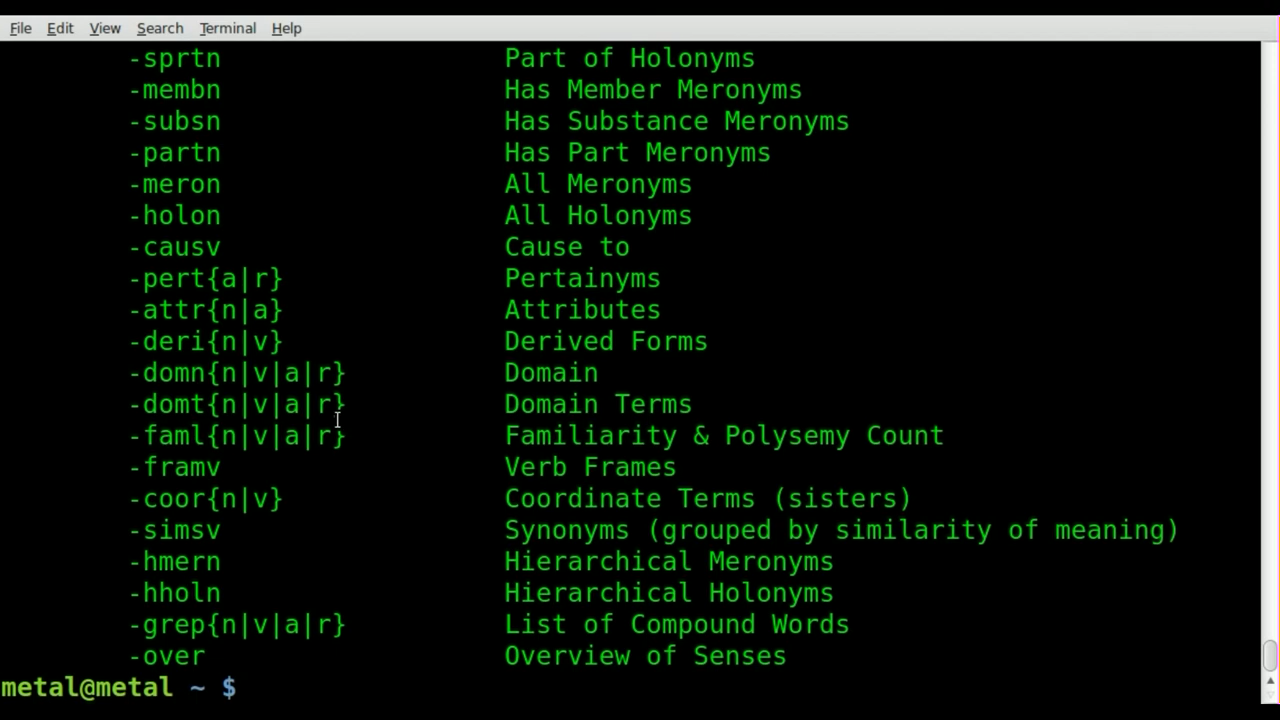 File Edit View Search Terminal Help
-sprtn Part of Holonyms
-membn Has Member Meronyms
-subsn Has Substance Meronyms
-partn Has Part Meronyms
-meron All Meronyms
-holon All Holonyms
-causv Cause to
-pert{a|r} Pertainyms
-attr{n|a} Attributes
-deri{n|v} Derived Forms
-domn{n|v|a|r} Domain
-domt{n|v|a|r} Domain Terms
-faml{n|v|a|r} Familiarity & Polysemy Count
-framv Verb Frames
-coor{n|v} Coordinate Terms (sisters)
-simsv Synonyms (grouped by similarity of meaning)
-hmern Hierarchical Meronyms
-hholn Hierarchical Holonyms
-grep{n|v|a|r} List of Compound Words
-over Overview of Senses
metal@metal ~ $